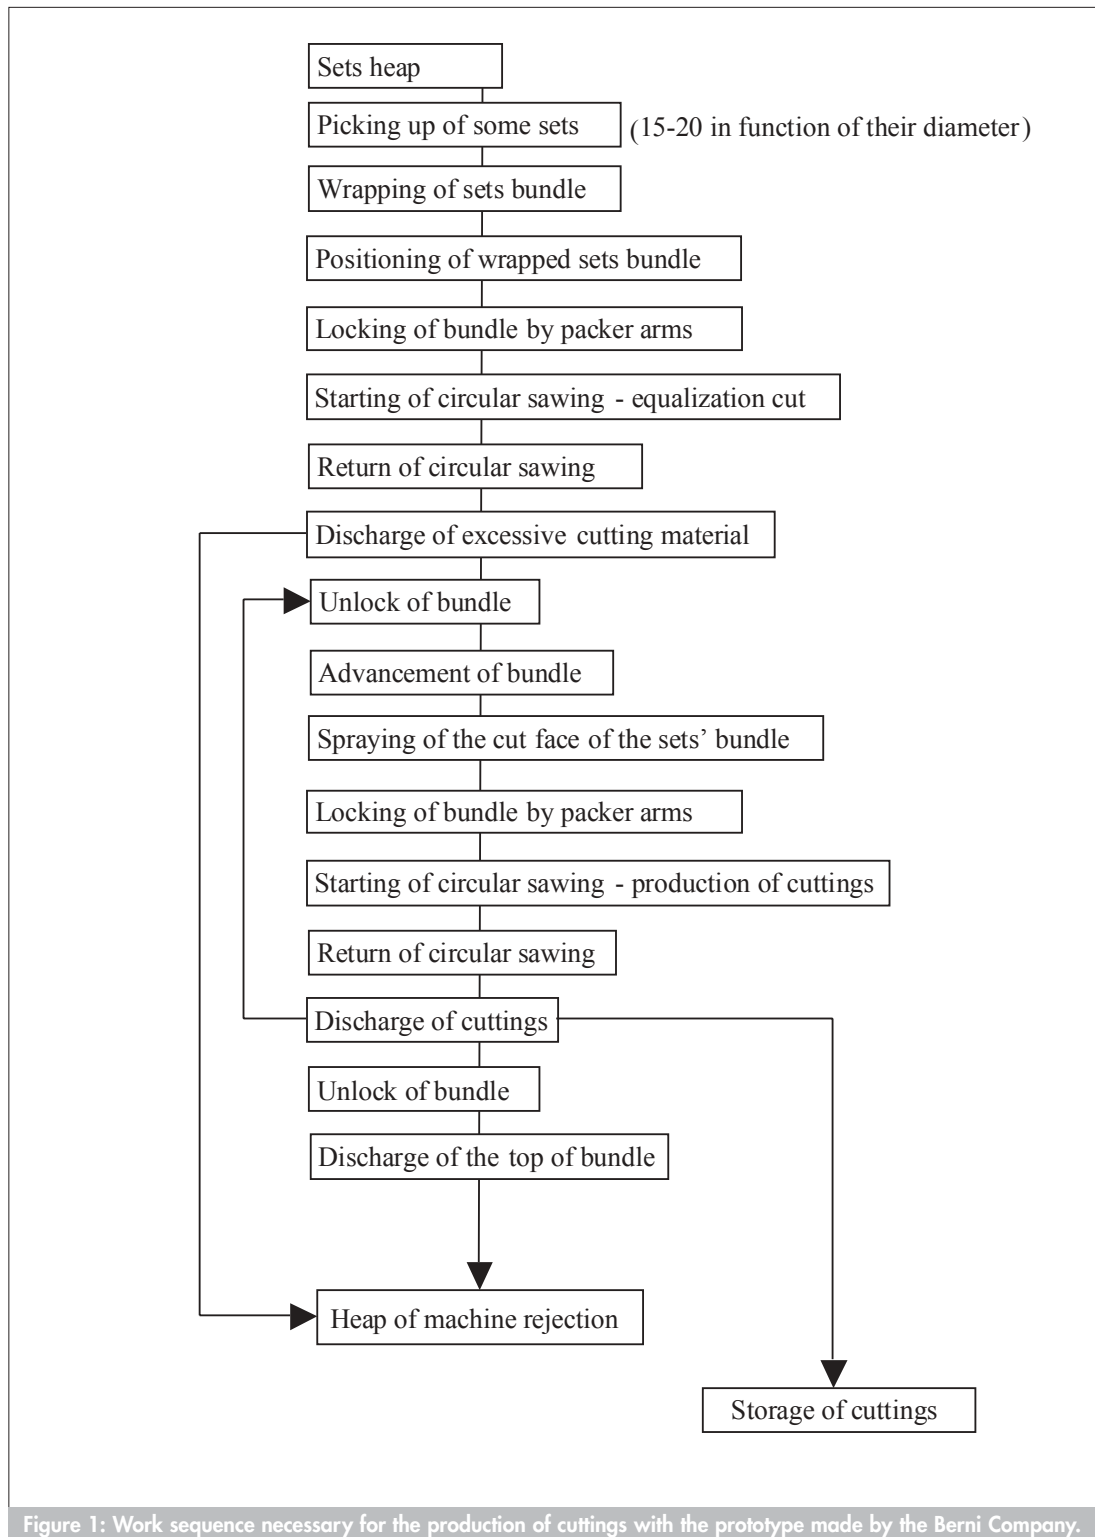 Sets heap
Picking up of some sets (15-20 in function of their diameter)
Wrapping of sets bundle
Positioning of wrapped sets bundle
Locking of bundle by packer arms
Starting of circular sawing - equalization cut
Return of circular sawing
Discharge of excessive cutting material
Unlock of bundle
Advancement of bundle
Spraying of the cut face of the sets’ bundle
Locking of bundle by packer arms
Starting of circular sawing - production of cuttings
Return of circular sawing
Discharge of cuttings
Unlock of bundle
Discharge of the top of bundle
Heap of machine rejection
Storage of cuttings
Figure 1: Work sequence necessary for the production of cuttings with the prototype made by the Berni Company.